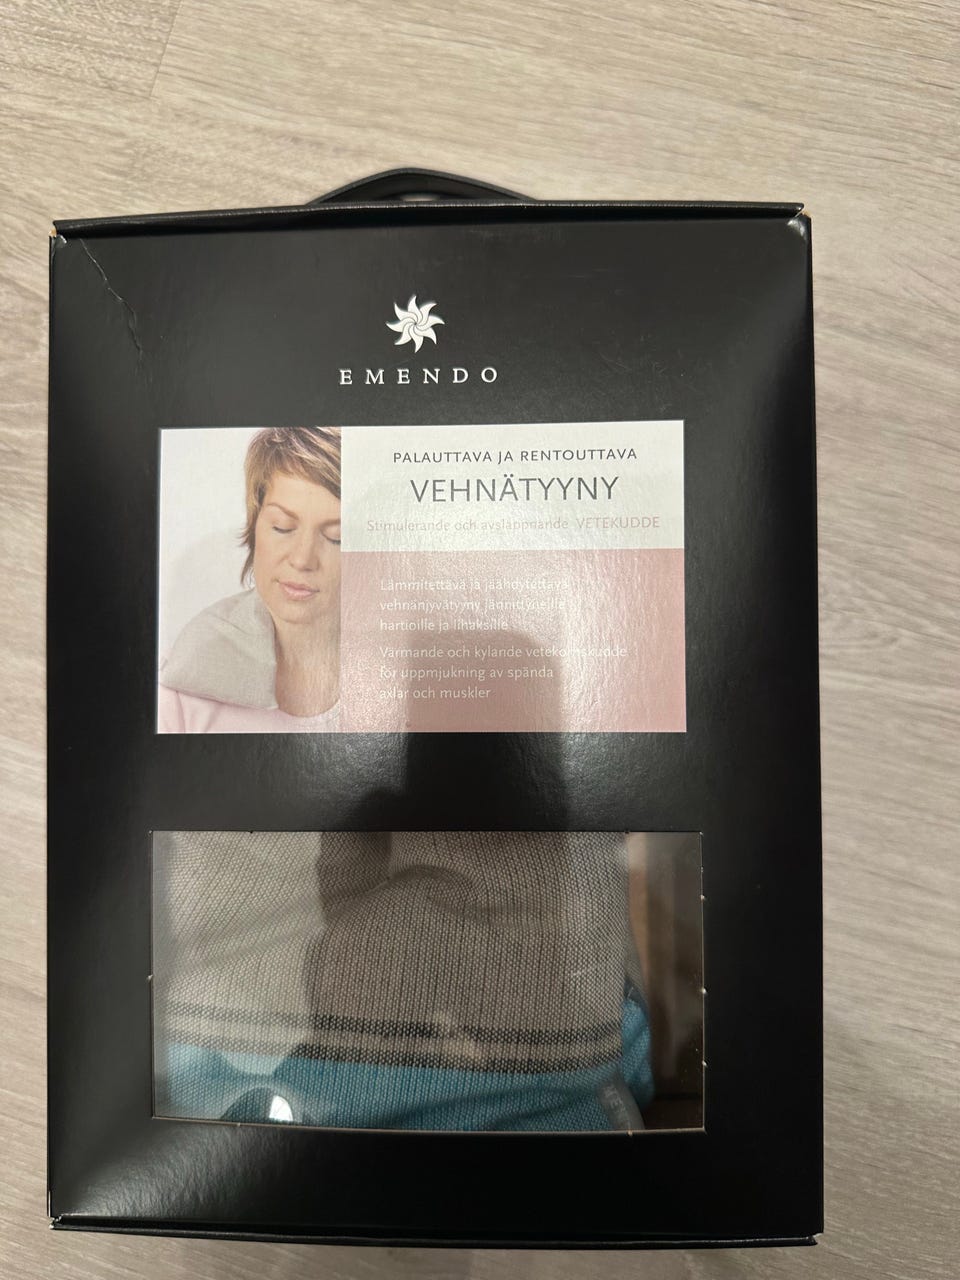 EMENDO
PALAUTTAVA JA RENTOUTTAVA
VEHNÄTYYNY
Stimulerande och avslappnande VETEKUDDE
Lämmitettävä ja jäähdytettävä
vehnänjyvätyyny jännittyneille
hartioille ja lihaksille
Värmande och kylande vetekornskudde
för uppmjukning av spända
axlar och muskler